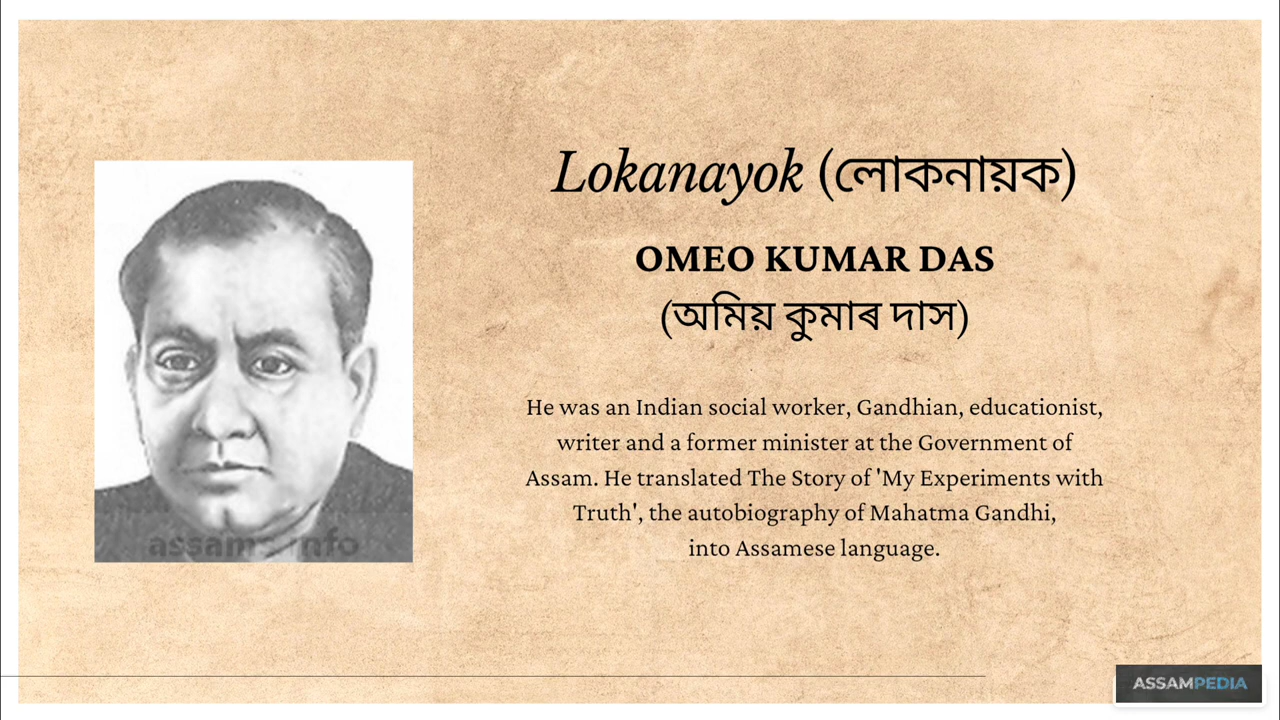 Lokanayok (লোকনায়ক)
OMEO KUMAR DAS
(অমিয় কুমাৰ দাস)
He was an Indian social worker, Gandhian, educationist,
writer and a former minister at the Government of
Assam. He translated The Story of 'My Experiments with
Truth', the autobiography of Mahatma Gandhi,
into Assamese language.
assams.info
ASSAMPEDIA